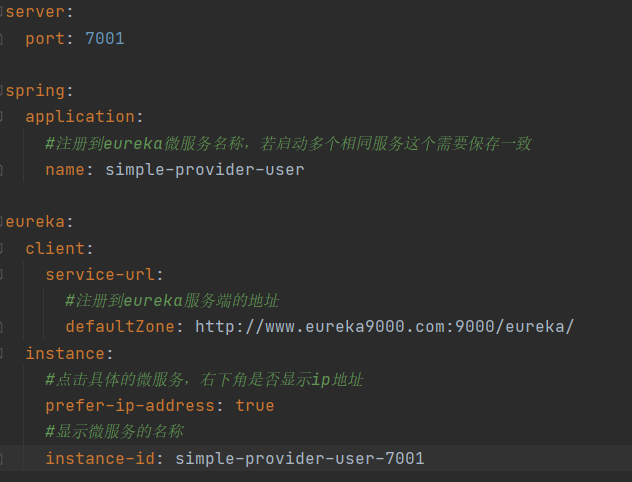 server:
port: 7001
spring:
application:
#注册到eureka微服务名称，若启动多个相同服务这个需要保存一致
name: simple-provider-user
eureka:
client:
service-url:
#注册到eureka服务端的地址
defaultZone: http://www.eureka9000.com:9000/eureka/
instance:
#点击具体的微服务，右下角是否显示ip地址
prefer-ip-address: true
#显示微服务的名称
instance-id: simple-provider-user-7001